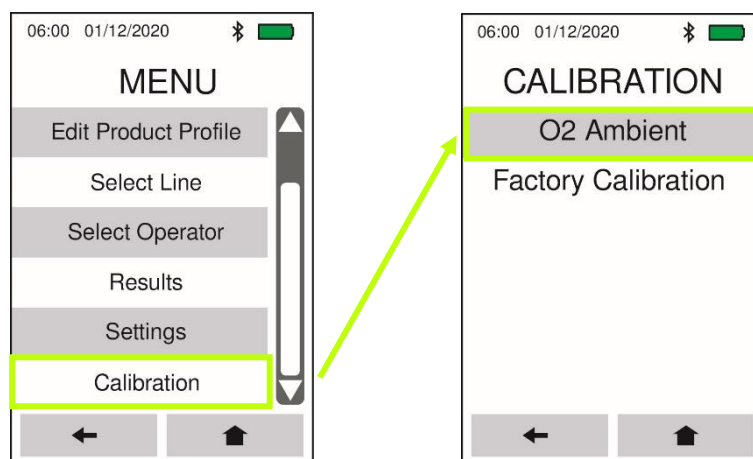 06:00 01/12/2020
MENU
Edit Product Profile
Select Line
Select Operator
Results
Settings
Calibration
06:00 01/12/2020
CALIBRATION
O2 Ambient
Factory Calibration